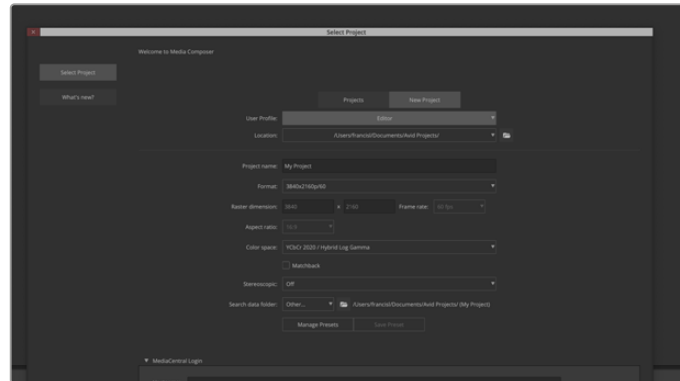 Select Project
Welcome to Media Composer
Select Project
What's new?
Projects New Project
User Profile: Editor
Location: /Users/francisl/Documents/Avid Projects/
Project name: My Project
Format: 3840x2160p/60
Raster dimension: 3840 x 2160 Frame rate: 60 fps
Aspect ratio: 16:9
Color space: YCbCr 2020 / Hybrid Log Gamma
Matchback
Stereoscopic: Off
Search data folder: Other... /Users/francisl/Documents/Avid Projects/ (My Project)
Manage Presets Save Preset
MediaCentral Login